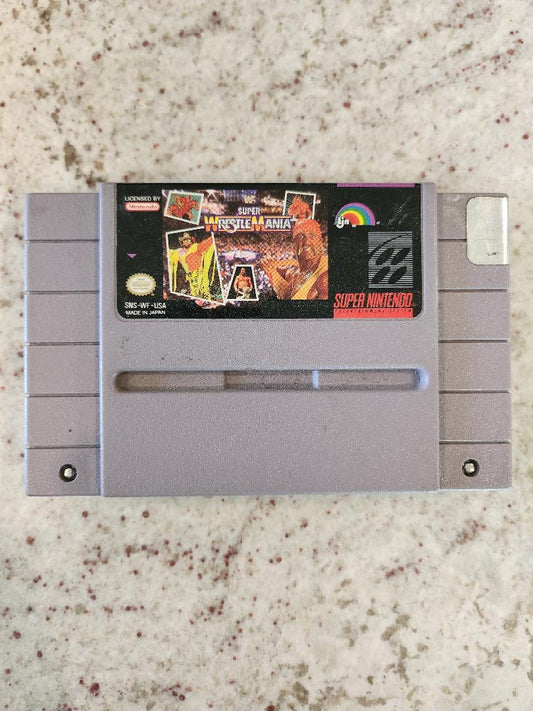 LICENSED BY
Nintendo
WF
SUPER
WRESTLEMANIA
LJN
SNS-WF-USA
MADE IN JAPAN
SUPER NINTENDO